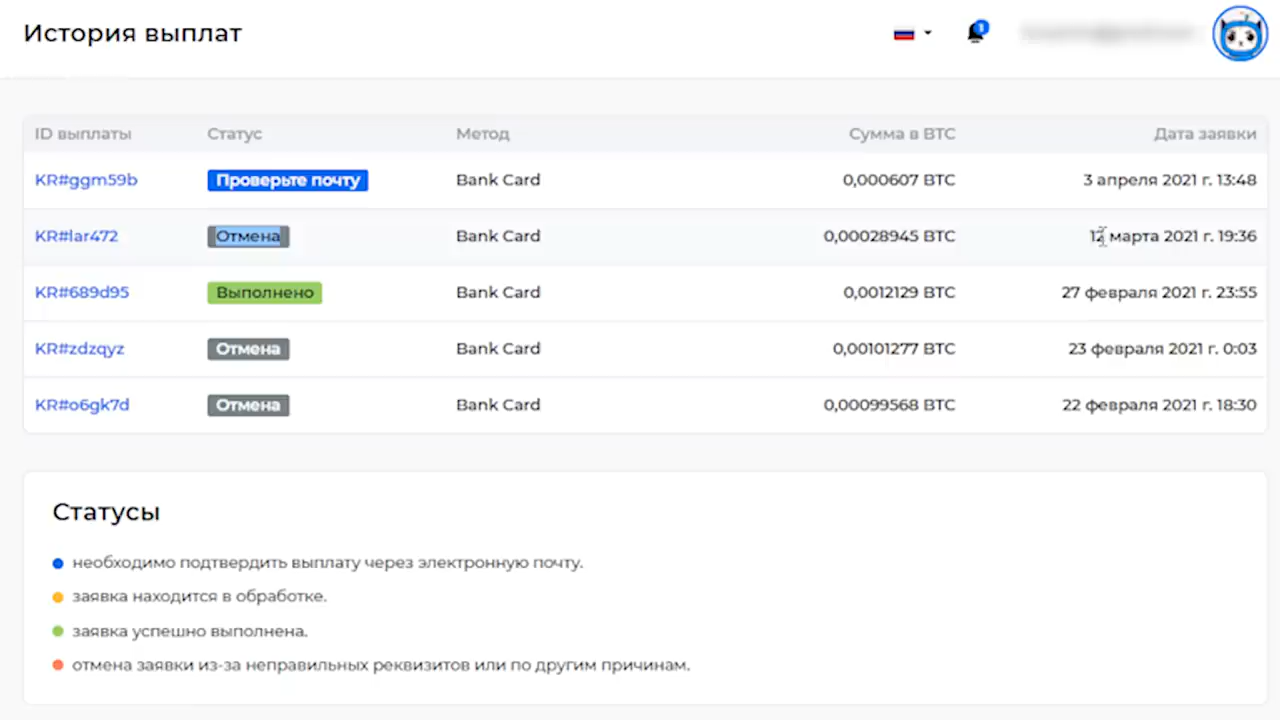 История выплат
1
ID выплаты Статус Метод Сумма в BTC Дата заявки
KR#ggm59b Проверьте почту Bank Card 0,000607 BTC 3 апреля 2021 г. 13:48
KR#lar472 Отмена Bank Card 0,00028945 BTC 12 марта 2021 г. 19:36
KR#689d95 Выполнено Bank Card 0,0012129 BTC 27 февраля 2021 г. 23:55
KR#zdzqyz Отмена Bank Card 0,00101277 BTC 23 февраля 2021 г. 0:03
KR#o6gk7d Отмена Bank Card 0,00099568 BTC 22 февраля 2021 г. 18:30
Статусы
необходимо подтвердить выплату через электронную почту.
заявка находится в обработке.
заявка успешно выполнена.
отмена заявки из-за неправильных реквизитов или по другим причинам.